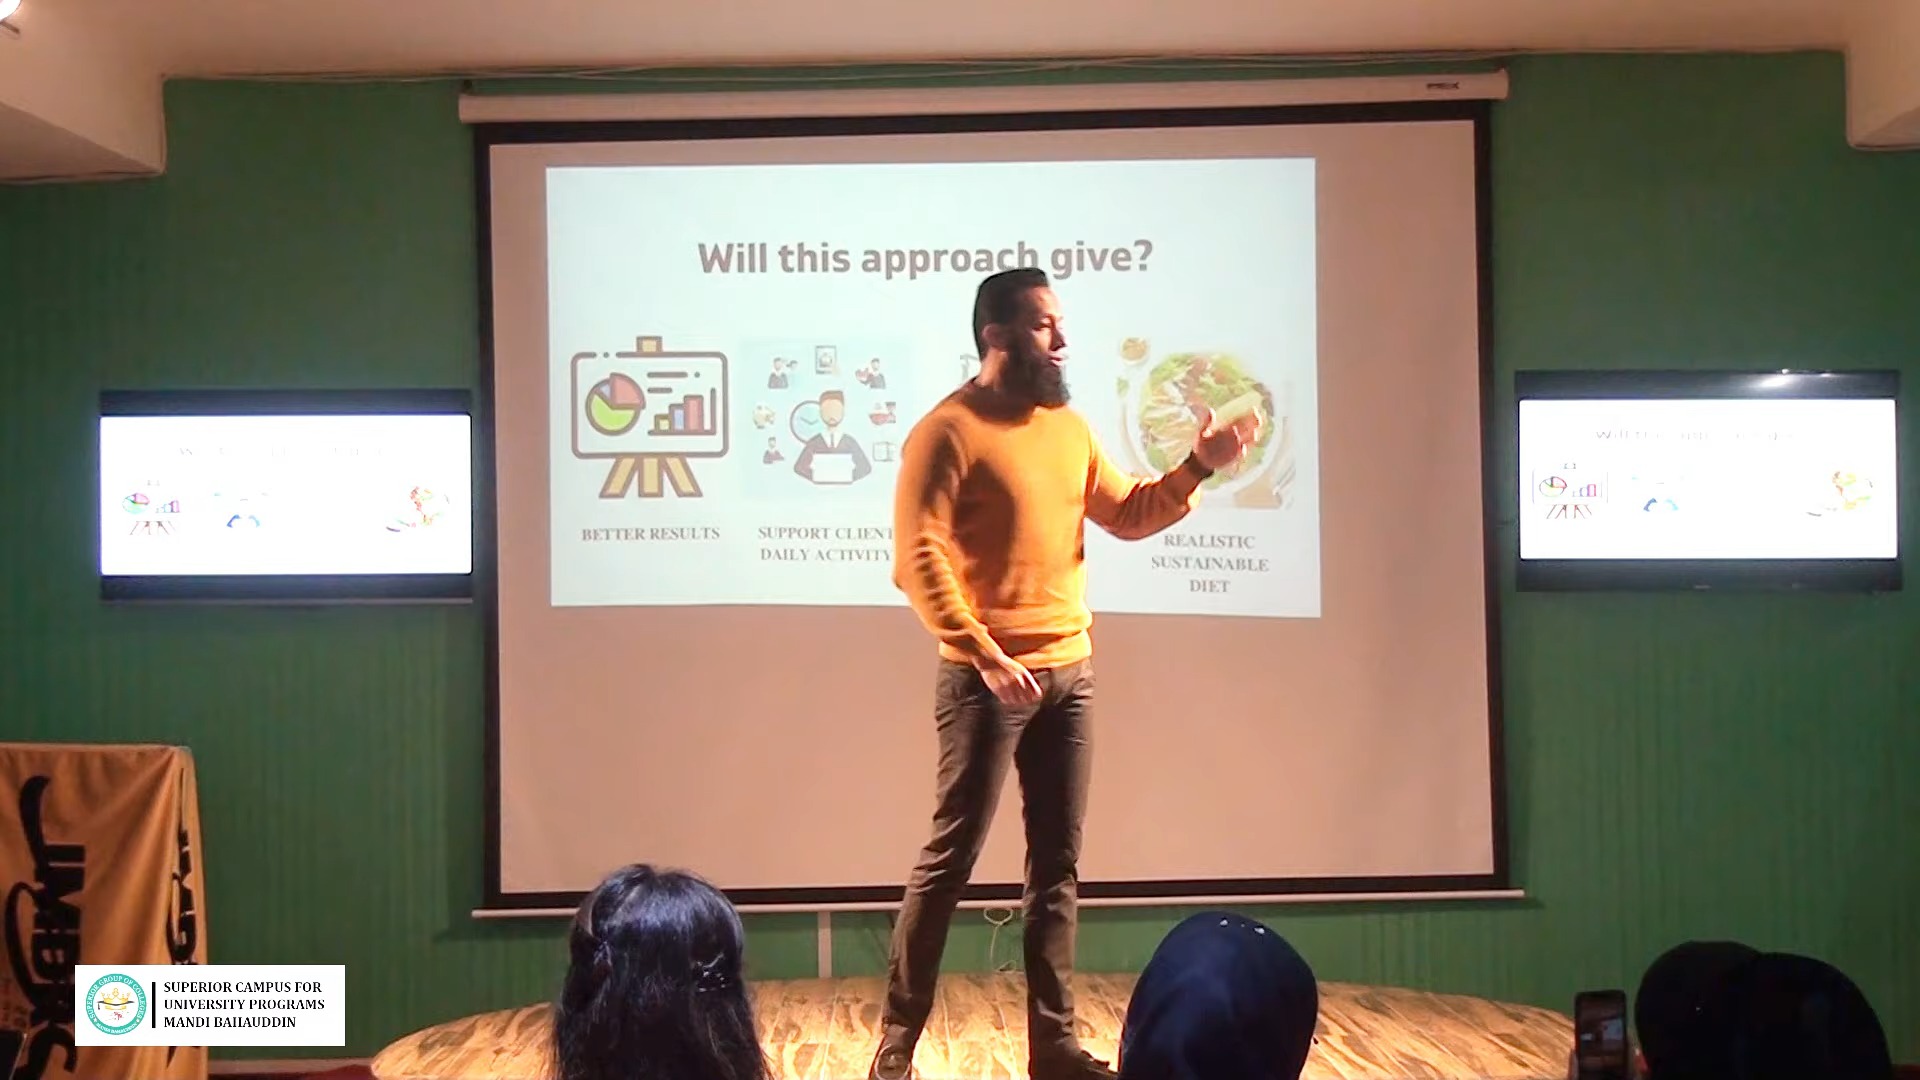 Will this approach give?
BETTER RESULTS
SUPPORT CLIENT
DAILY ACTIVITY
REALISTIC
SUSTAINABLE
DIET
SUPERIOR CAMPUS FOR
UNIVERSITY PROGRAMS
MANDI BAHAUDDIN